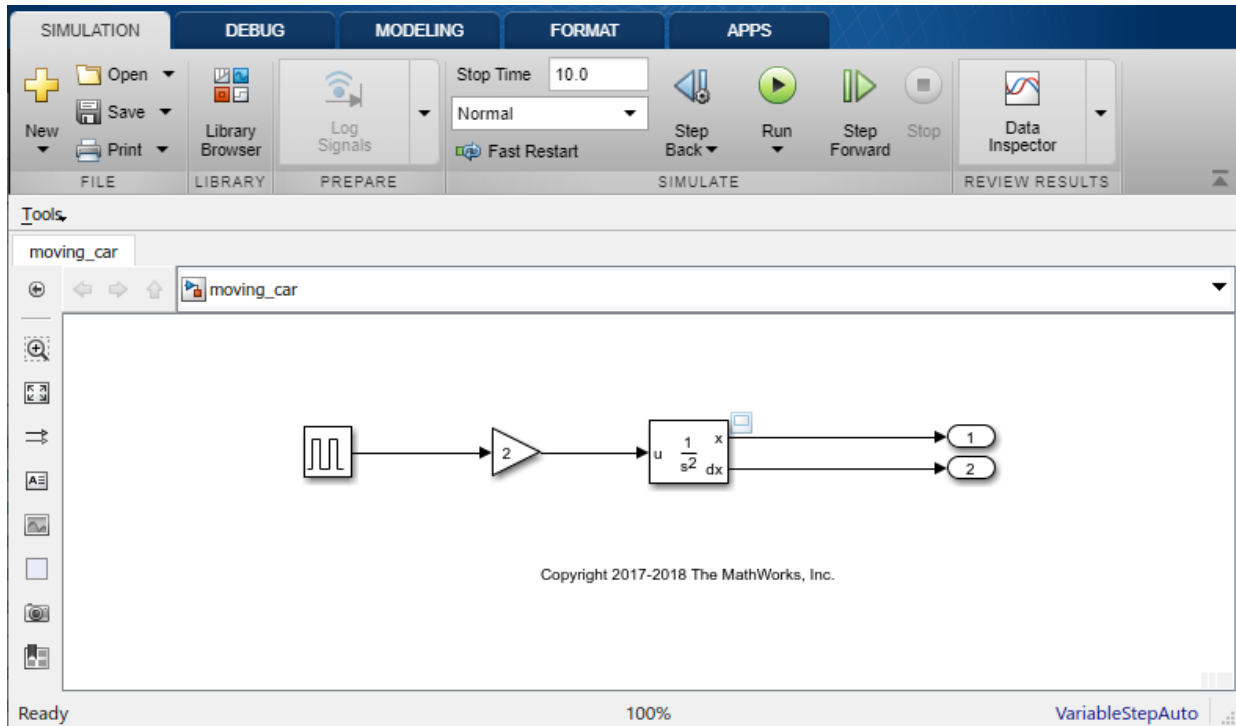 SIMULATION DEBUG MODELING FORMAT APPS
New
Open
Save
Print
Library
Browser
Log
Signals
Stop Time 10.0
Normal
Fast Restart
Step
Back
Run
Step
Forward
Stop
Data
Inspector
FILE LIBRARY PREPARE SIMULATE REVIEW RESULTS
Tools
moving_car
moving_car
2
u 1 x
s2 dx
1
2
Copyright 2017-2018 The MathWorks, Inc.
Ready 100% VariableStepAuto